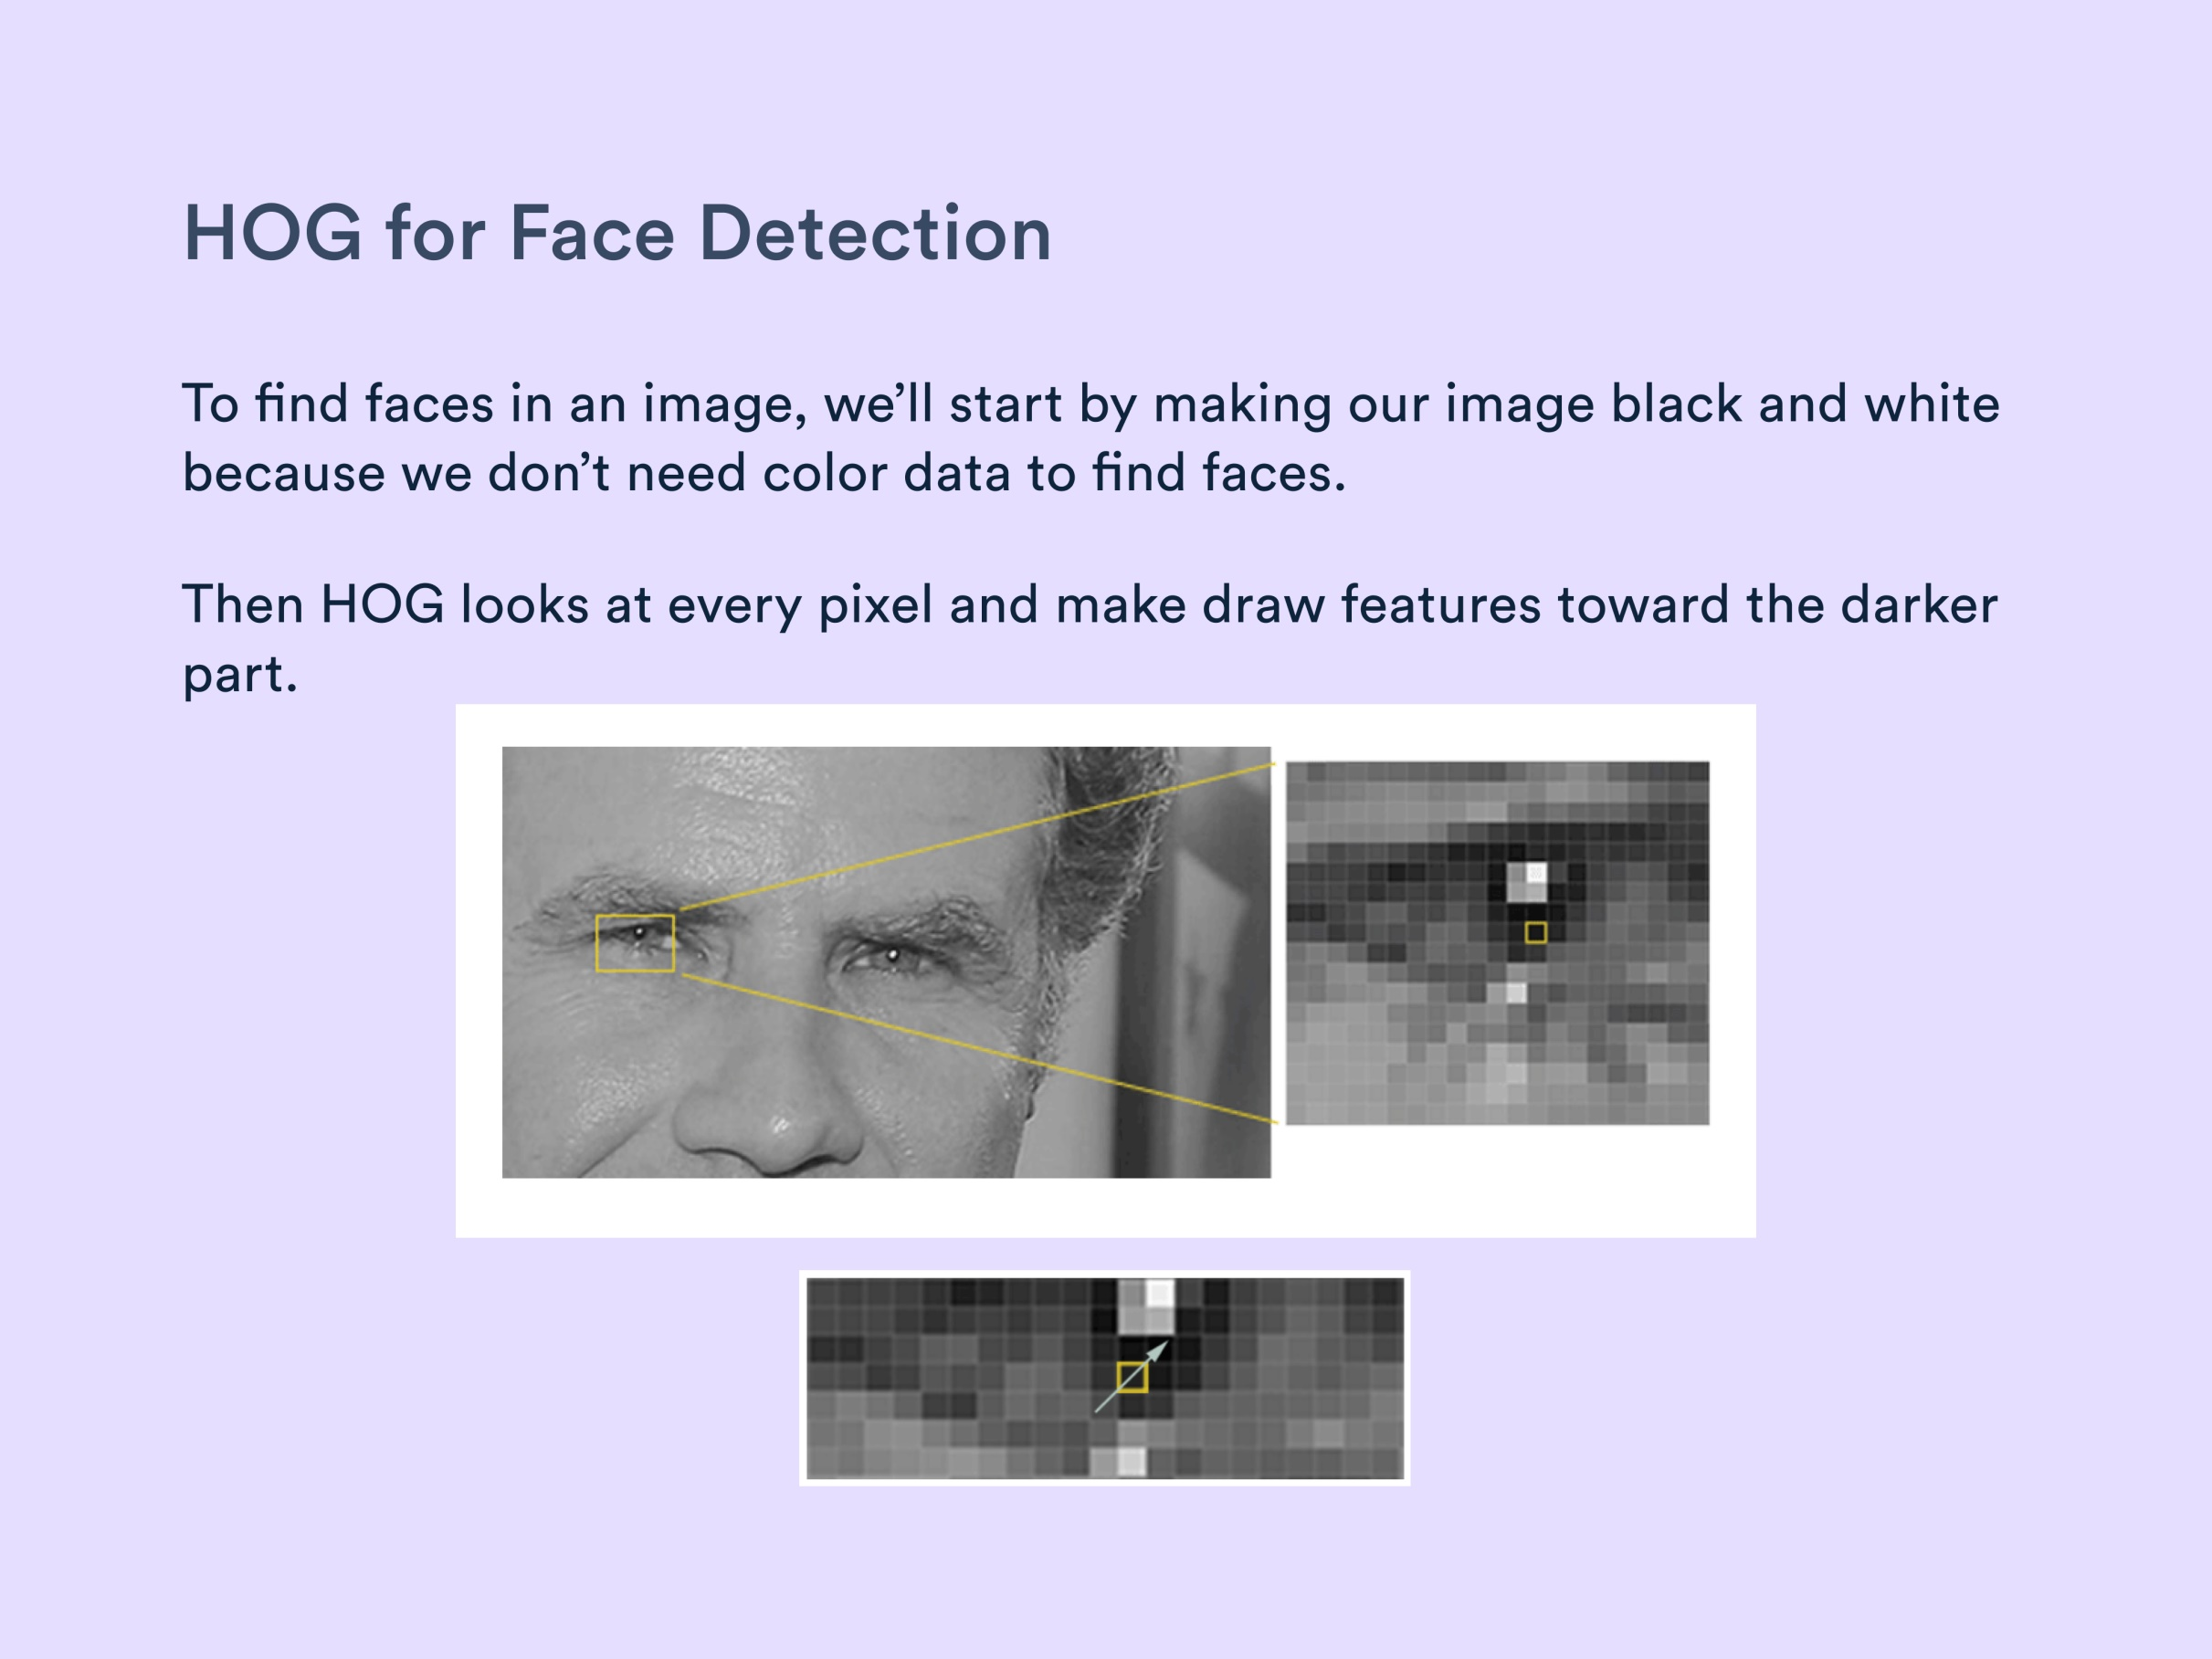 HOG for Face Detection
To find faces in an image, we’ll start by making our image black and white
because we don’t need color data to find faces.
Then HOG looks at every pixel and make draw features toward the darker
part.